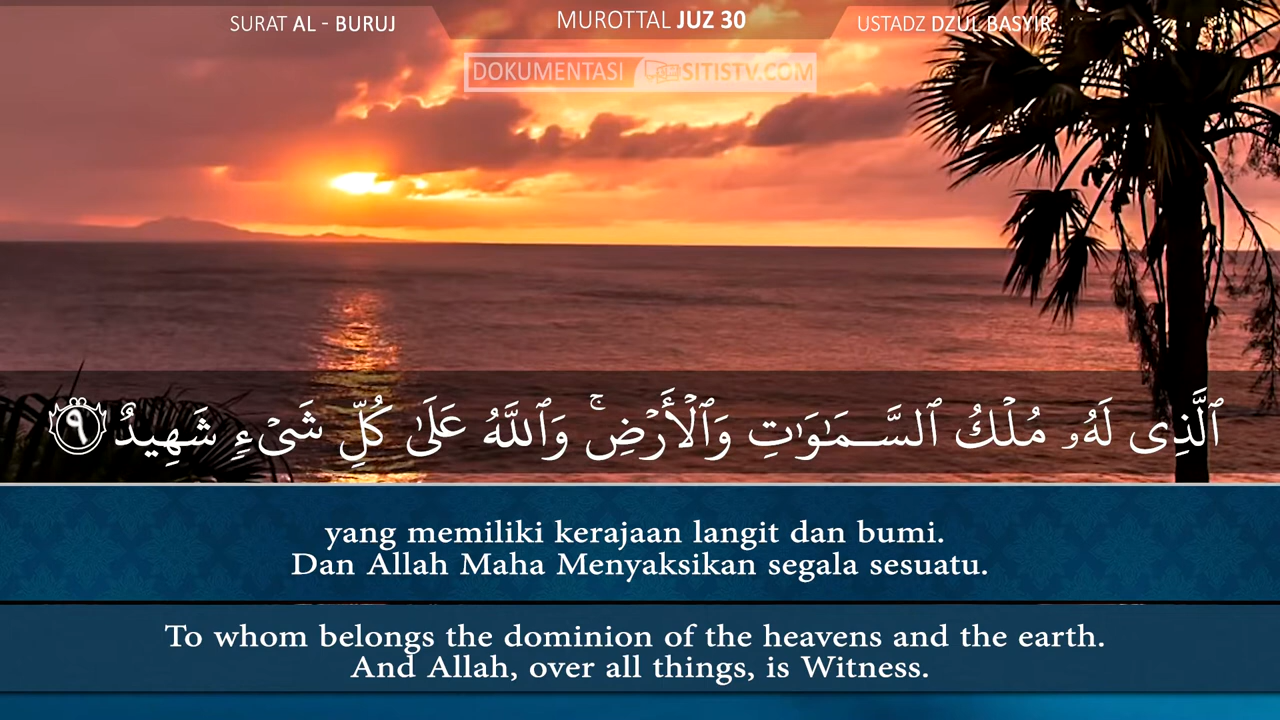 SURAT AL - BURUJ
MUROTTAL JUZ 30
USTADZ DZUL BASYIR
DOKUMENTASI SITISTV.COM
ٱلَّذِى لَهُۥ مُلْكُ ٱلسَّمَـٰوَٰتِ وَٱلْأَرْضِ ۚ وَٱللَّهُ عَلَىٰ كُلِّ شَىْءٍ شَهِيدٌ ٩
yang memiliki kerajaan langit dan bumi.
Dan Allah Maha Menyaksikan segala sesuatu.
To whom belongs the dominion of the heavens and the earth.
And Allah, over all things, is Witness.